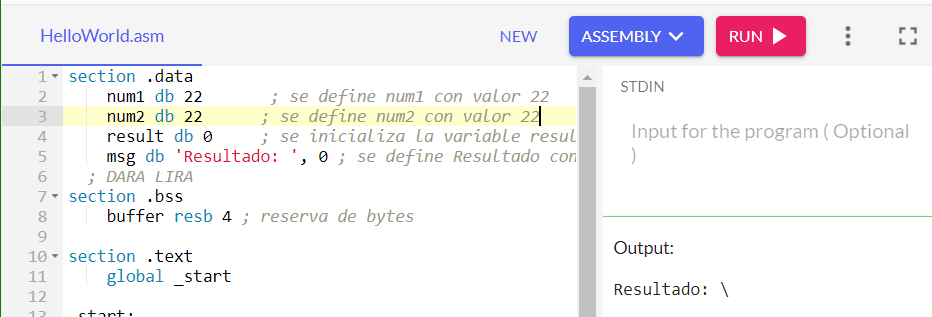 HelloWorld.asm
NEW
ASSEMBLY
RUN
1 section .data
2 num1 db 22 ; se define num1 con valor 22
3 num2 db 22 ; se define num2 con valor 22
4 result db 0 ; se inicializa la variable resul
5 msg db 'Resultado: ', 0 ; se define Resultado con
6 ; DARA LIRA
7 section .bss
8 buffer resb 4 ; reserva de bytes
9
10 section .text
11 global _start
12
13 _start:
STDIN
Input for the program ( Optional
)
Output:
Resultado: \